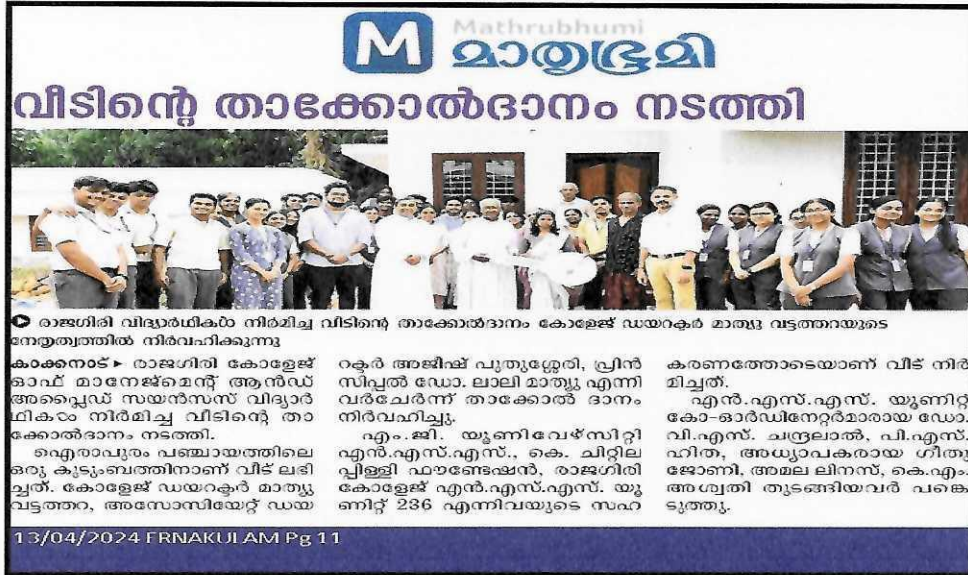 M Mathrubhumi
മാതൃഭൂമി
വീടിന്റെ താക്കോൽദാനം നടത്തി
രാജഗിരി വിദ്യാർഥികൾ നിർമിച്ച വീടിന്റെ താക്കോൽദാനം കോളേജ് ഡയറക്ടർ മാത്യു വട്ടത്തറയുടെ
നേതൃത്വത്തിൽ നിർവഹിക്കുന്നു
കാക്കനാട് ▸ രാജഗിരി കോളേജ്
ഓഫ് മാനേജ്മെന്റ് ആൻഡ്
അപ്ലൈഡ് സയൻസസ് വിദ്യാർ
ഥികൾ നിർമിച്ച വീടിന്റെ താ
ക്കോൽദാനം നടത്തി.
ഐരാപുരം പഞ്ചായത്തിലെ
ഒരു കുടുംബത്തിനാണ് വീട് ലഭി
ച്ചത്. കോളേജ് ഡയറക്ടർ മാത്യു
വട്ടത്തറ, അസോസിയേറ്റ് ഡയ
റക്ടർ അജീഷ് പുതുശ്ശേരി, പ്രിൻ
സിപ്പൽ ഡോ. ലാലി മാത്യു എന്നി
വർചേർന്ന് താക്കോൽ ദാനം
നിർവഹിച്ചു.
എം.ജി. യൂണിവേഴ്സിറ്റി
എൻ.എസ്.എസ്., കെ. ചിറ്റില
പ്പിള്ളി ഫൗണ്ടേഷൻ, രാജഗിരി
കോളേജ് എൻ.എസ്.എസ്. യൂ
ണിറ്റ് 236 എന്നിവയുടെ സഹ
കരണത്തോടെയാണ് വീട് നിർ
മിച്ചത്.
എൻ.എസ്.എസ്. യൂണിറ്റ്
കോ-ഓർഡിനേറ്റർമാരായ ഡോ.
വി.എസ്. ചന്ദ്രലാൽ, പി.എസ്.
ഹിത, അധ്യാപകരായ ഗീതു
ജോണി, അമല ലിനസ്, കെ.എം.
അശ്വതി തുടങ്ങിയവർ പങ്കെ
ടുത്തു.
13/04/2024 ERNAKULAM Pg 11